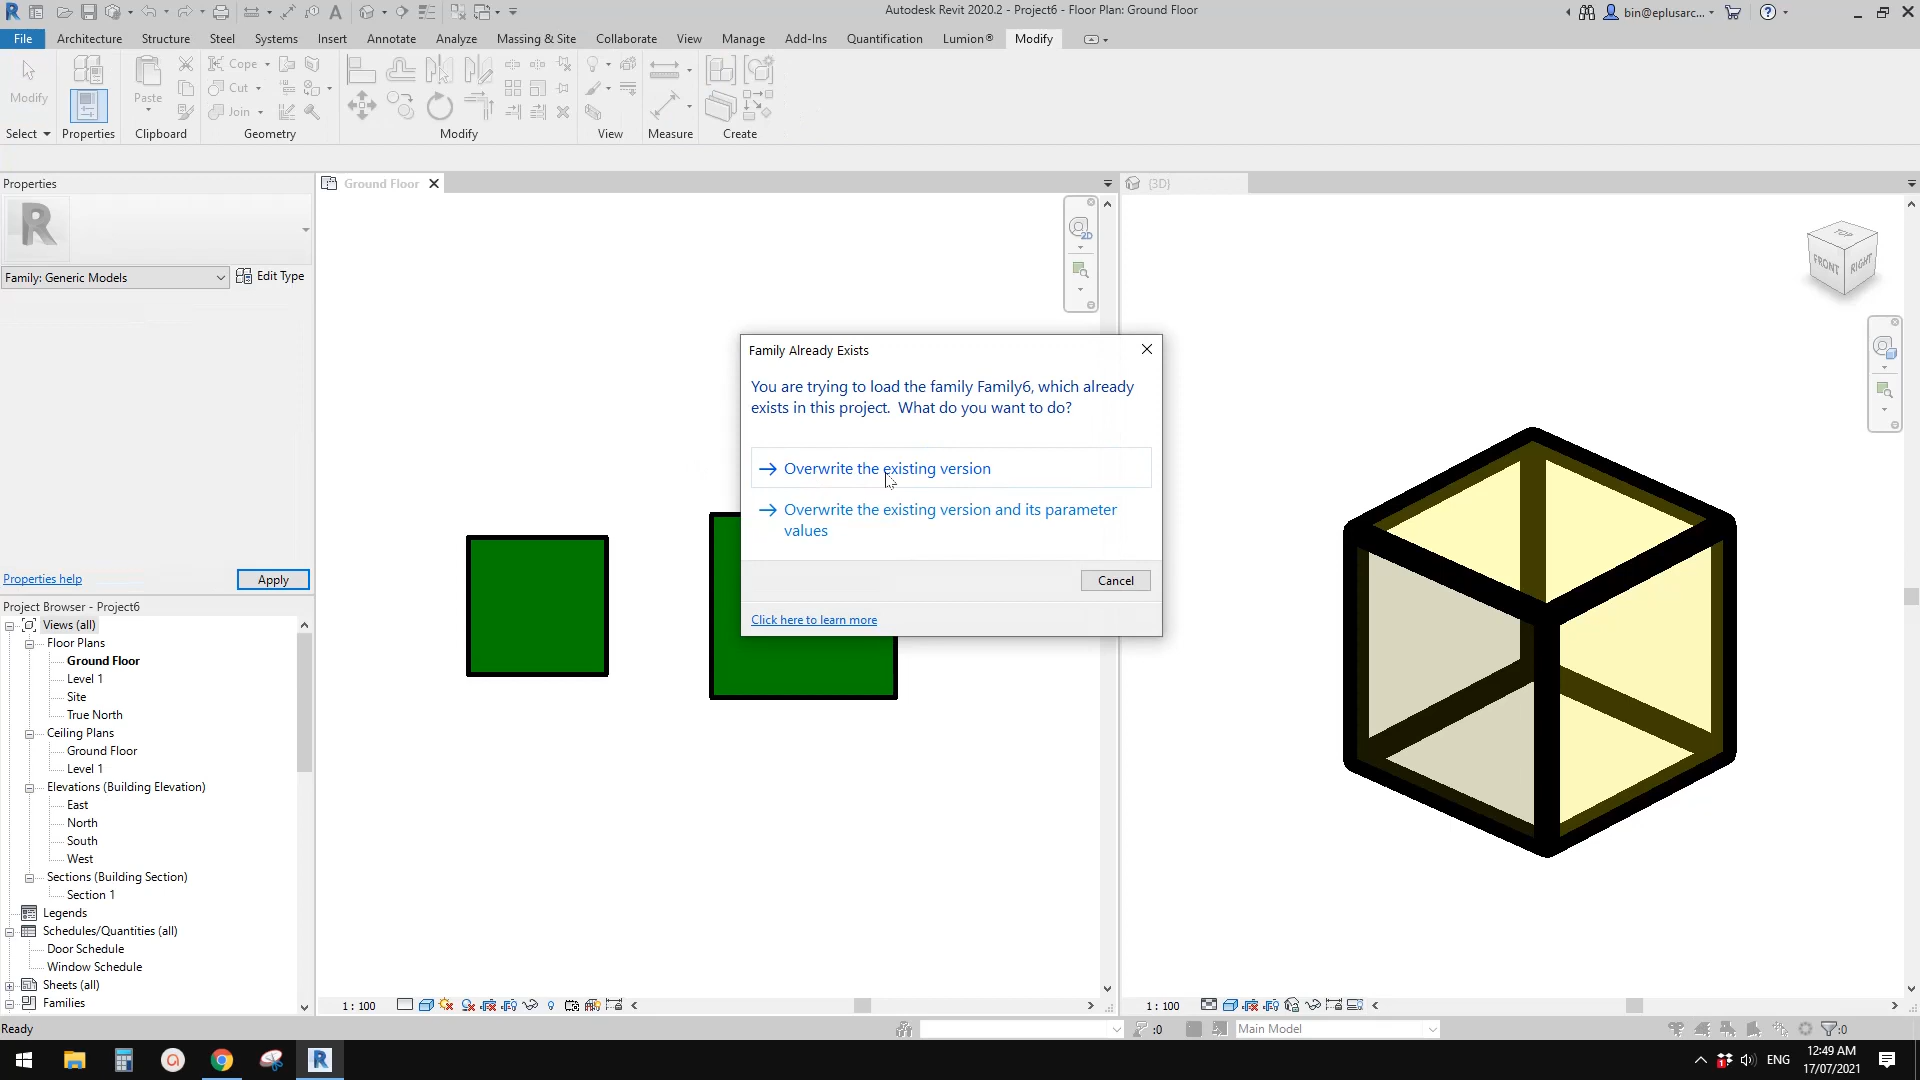 Autodesk Revit 2020.2 - Project6 - Floor Plan: Ground Floor
bin@eplusarc...
File
Architecture
Structure
Steel
Systems
Insert
Annotate
Analyze
Massing & Site
Collaborate
View
Manage
Add-Ins
Quantification
Lumion®
Modify
Modify
Paste
Cope
Cut
Join
Select
Properties
Clipboard
Geometry
Modify
View
Measure
Create
Properties
Family: Generic Models
Edit Type
Properties help
Apply
Project Browser - Project6
Views (all)
Floor Plans
Ground Floor
Level 1
Site
True North
Ceiling Plans
Ground Floor
Level 1
Elevations (Building Elevation)
East
North
South
West
Sections (Building Section)
Section 1
Legends
Schedules/Quantities (all)
Door Schedule
Window Schedule
Sheets (all)
Families
Ground Floor
2D
{3D}
TOP
FRONT
RIGHT
Family Already Exists
You are trying to load the family Family6, which already
exists in this project. What do you want to do?
Overwrite the existing version
Overwrite the existing version and its parameter
values
Cancel
Click here to learn more
1 : 100
1 : 100
Ready
:0
Main Model
:0
ENG
12:49 AM
17/07/2021